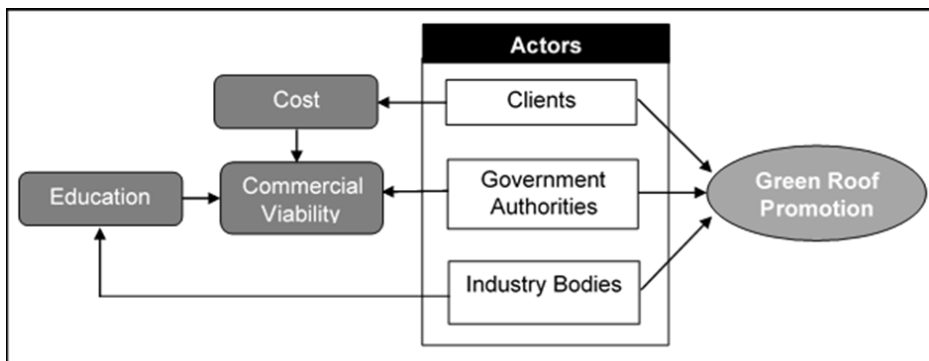 Actors
Cost
Clients
Education
Commercial
Viability
Government
Authorities
Green Roof
Promotion
Industry Bodies